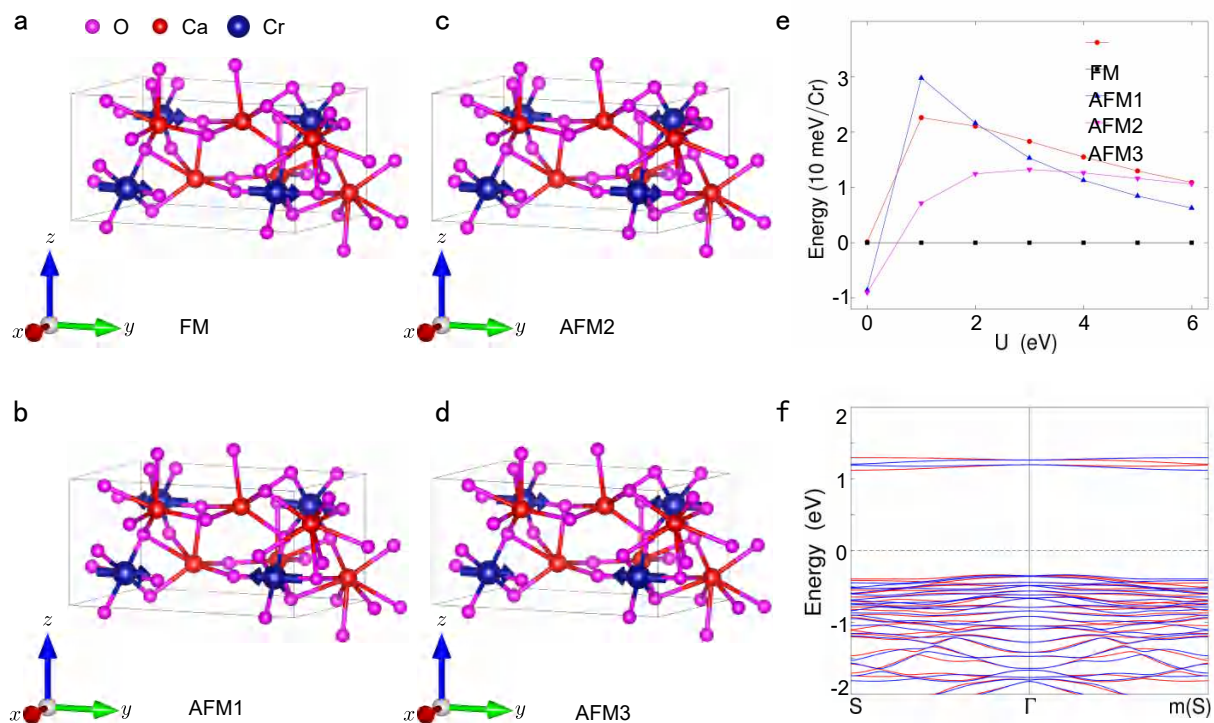 a
O Ca Cr
z
x y
FM
c
z
x y
AFM2
e
FM
AFM1
AFM2
AFM3
Energy (10 meV/Cr)
3
2
1
0
-1
0 2 4 6
U (eV)
b
z
x y
AFM1
d
z
x y
AFM3
f
Energy (eV)
2
1
0
-1
-2
S Γ m(S)